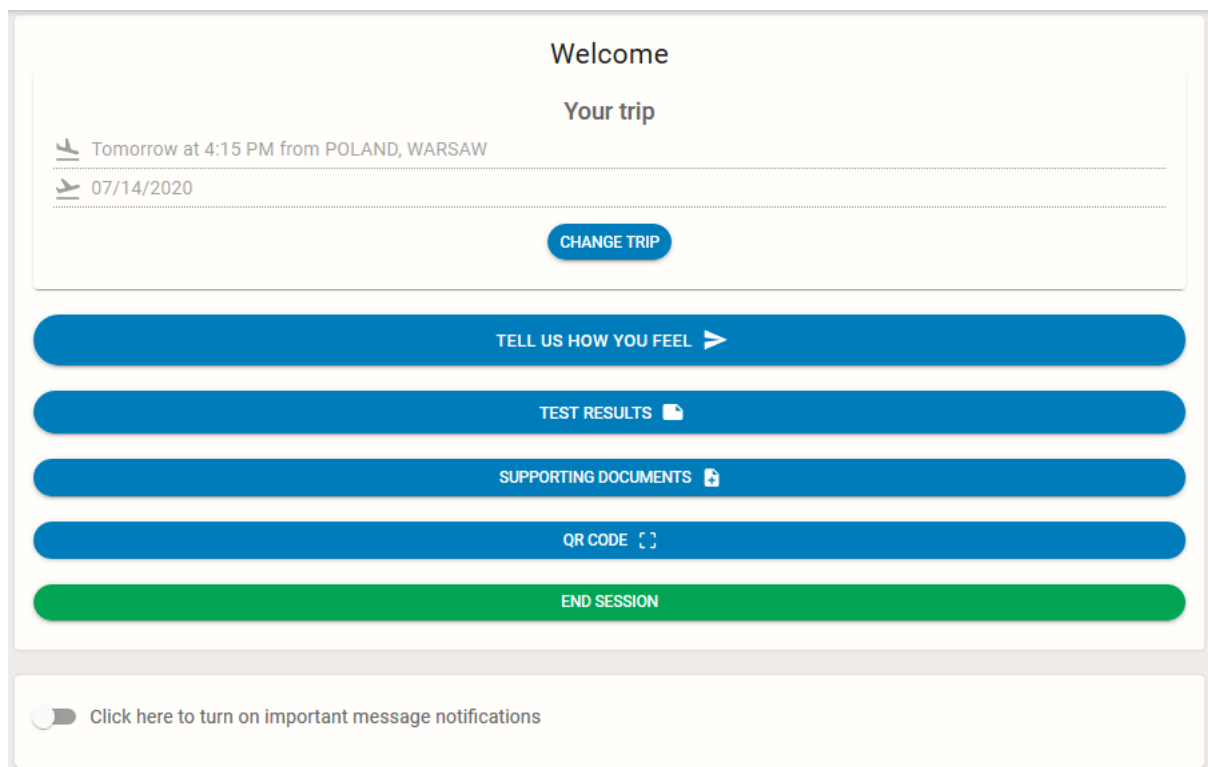 Welcome
Your trip
Tomorrow at 4:15 PM from POLAND, WARSAW
07/14/2020
CHANGE TRIP
TELL US HOW YOU FEEL
TEST RESULTS
SUPPORTING DOCUMENTS
QR CODE
END SESSION
Click here to turn on important message notifications